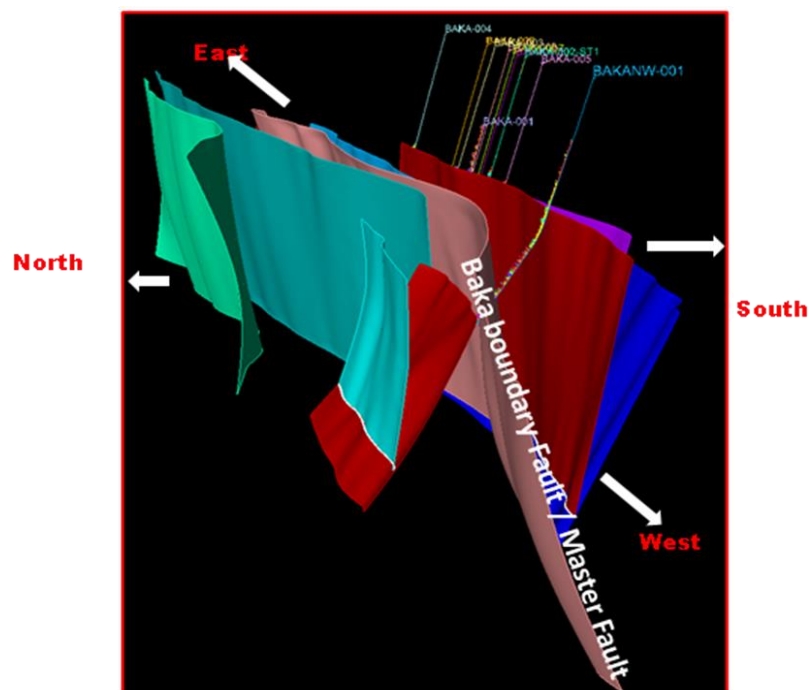 BAKA-004
East
BAKA-005
BAKANW-001
BAKA-001
North
South
Baka boundary Fault / Master Fault
West